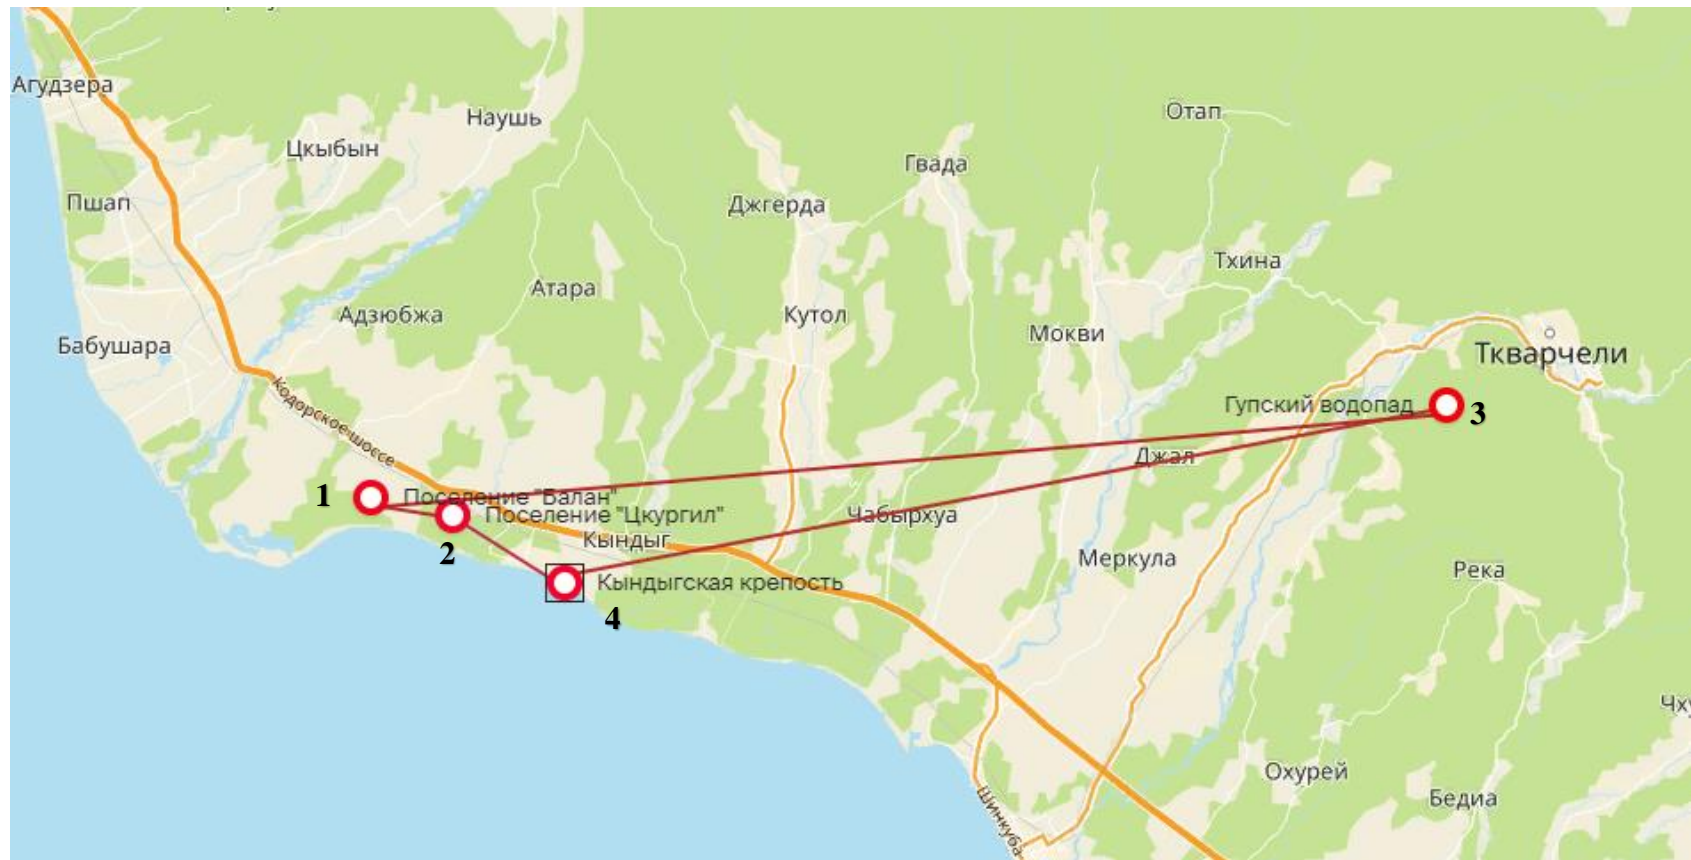 Агудзера
Наушь
Отап
Цкыбын
Гвада
Пшап
Джгерда
Тхина
Атара
Адзюбжа
Кутол
Мокви
Бабушара
Ткварчели
Кодорское шоссе
Гупский водопад
3
Джал
1
Поселение "Балан"
Поселение "Цкургил"
Чабырхуа
2
Кындыг
Меркула
Река
Кындыгская крепость
4
Чху
Охурей
Бедиа
Шинкуба